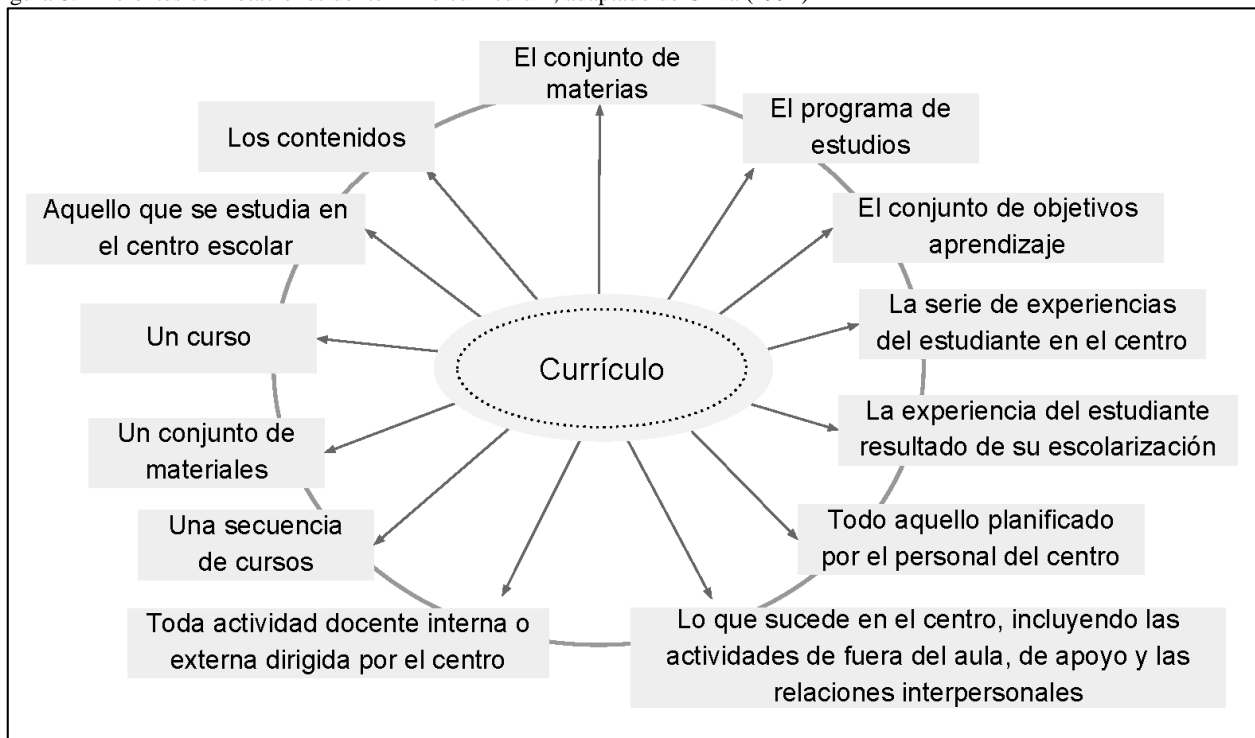 El conjunto de
materias
El programa de
estudios
Los contenidos
El conjunto de objetivos
aprendizaje
Aquello que se estudia en
el centro escolar
La serie de experiencias
del estudiante en el centro
Un curso
Currículo
La experiencia del estudiante
resultado de su escolarización
Un conjunto de
materiales
Todo aquello planificado
por el personal del centro
Una secuencia
de cursos
Toda actividad docente interna o
externa dirigida por el centro
Lo que sucede en el centro, incluyendo las
actividades de fuera del aula, de apoyo y las
relaciones interpersonales